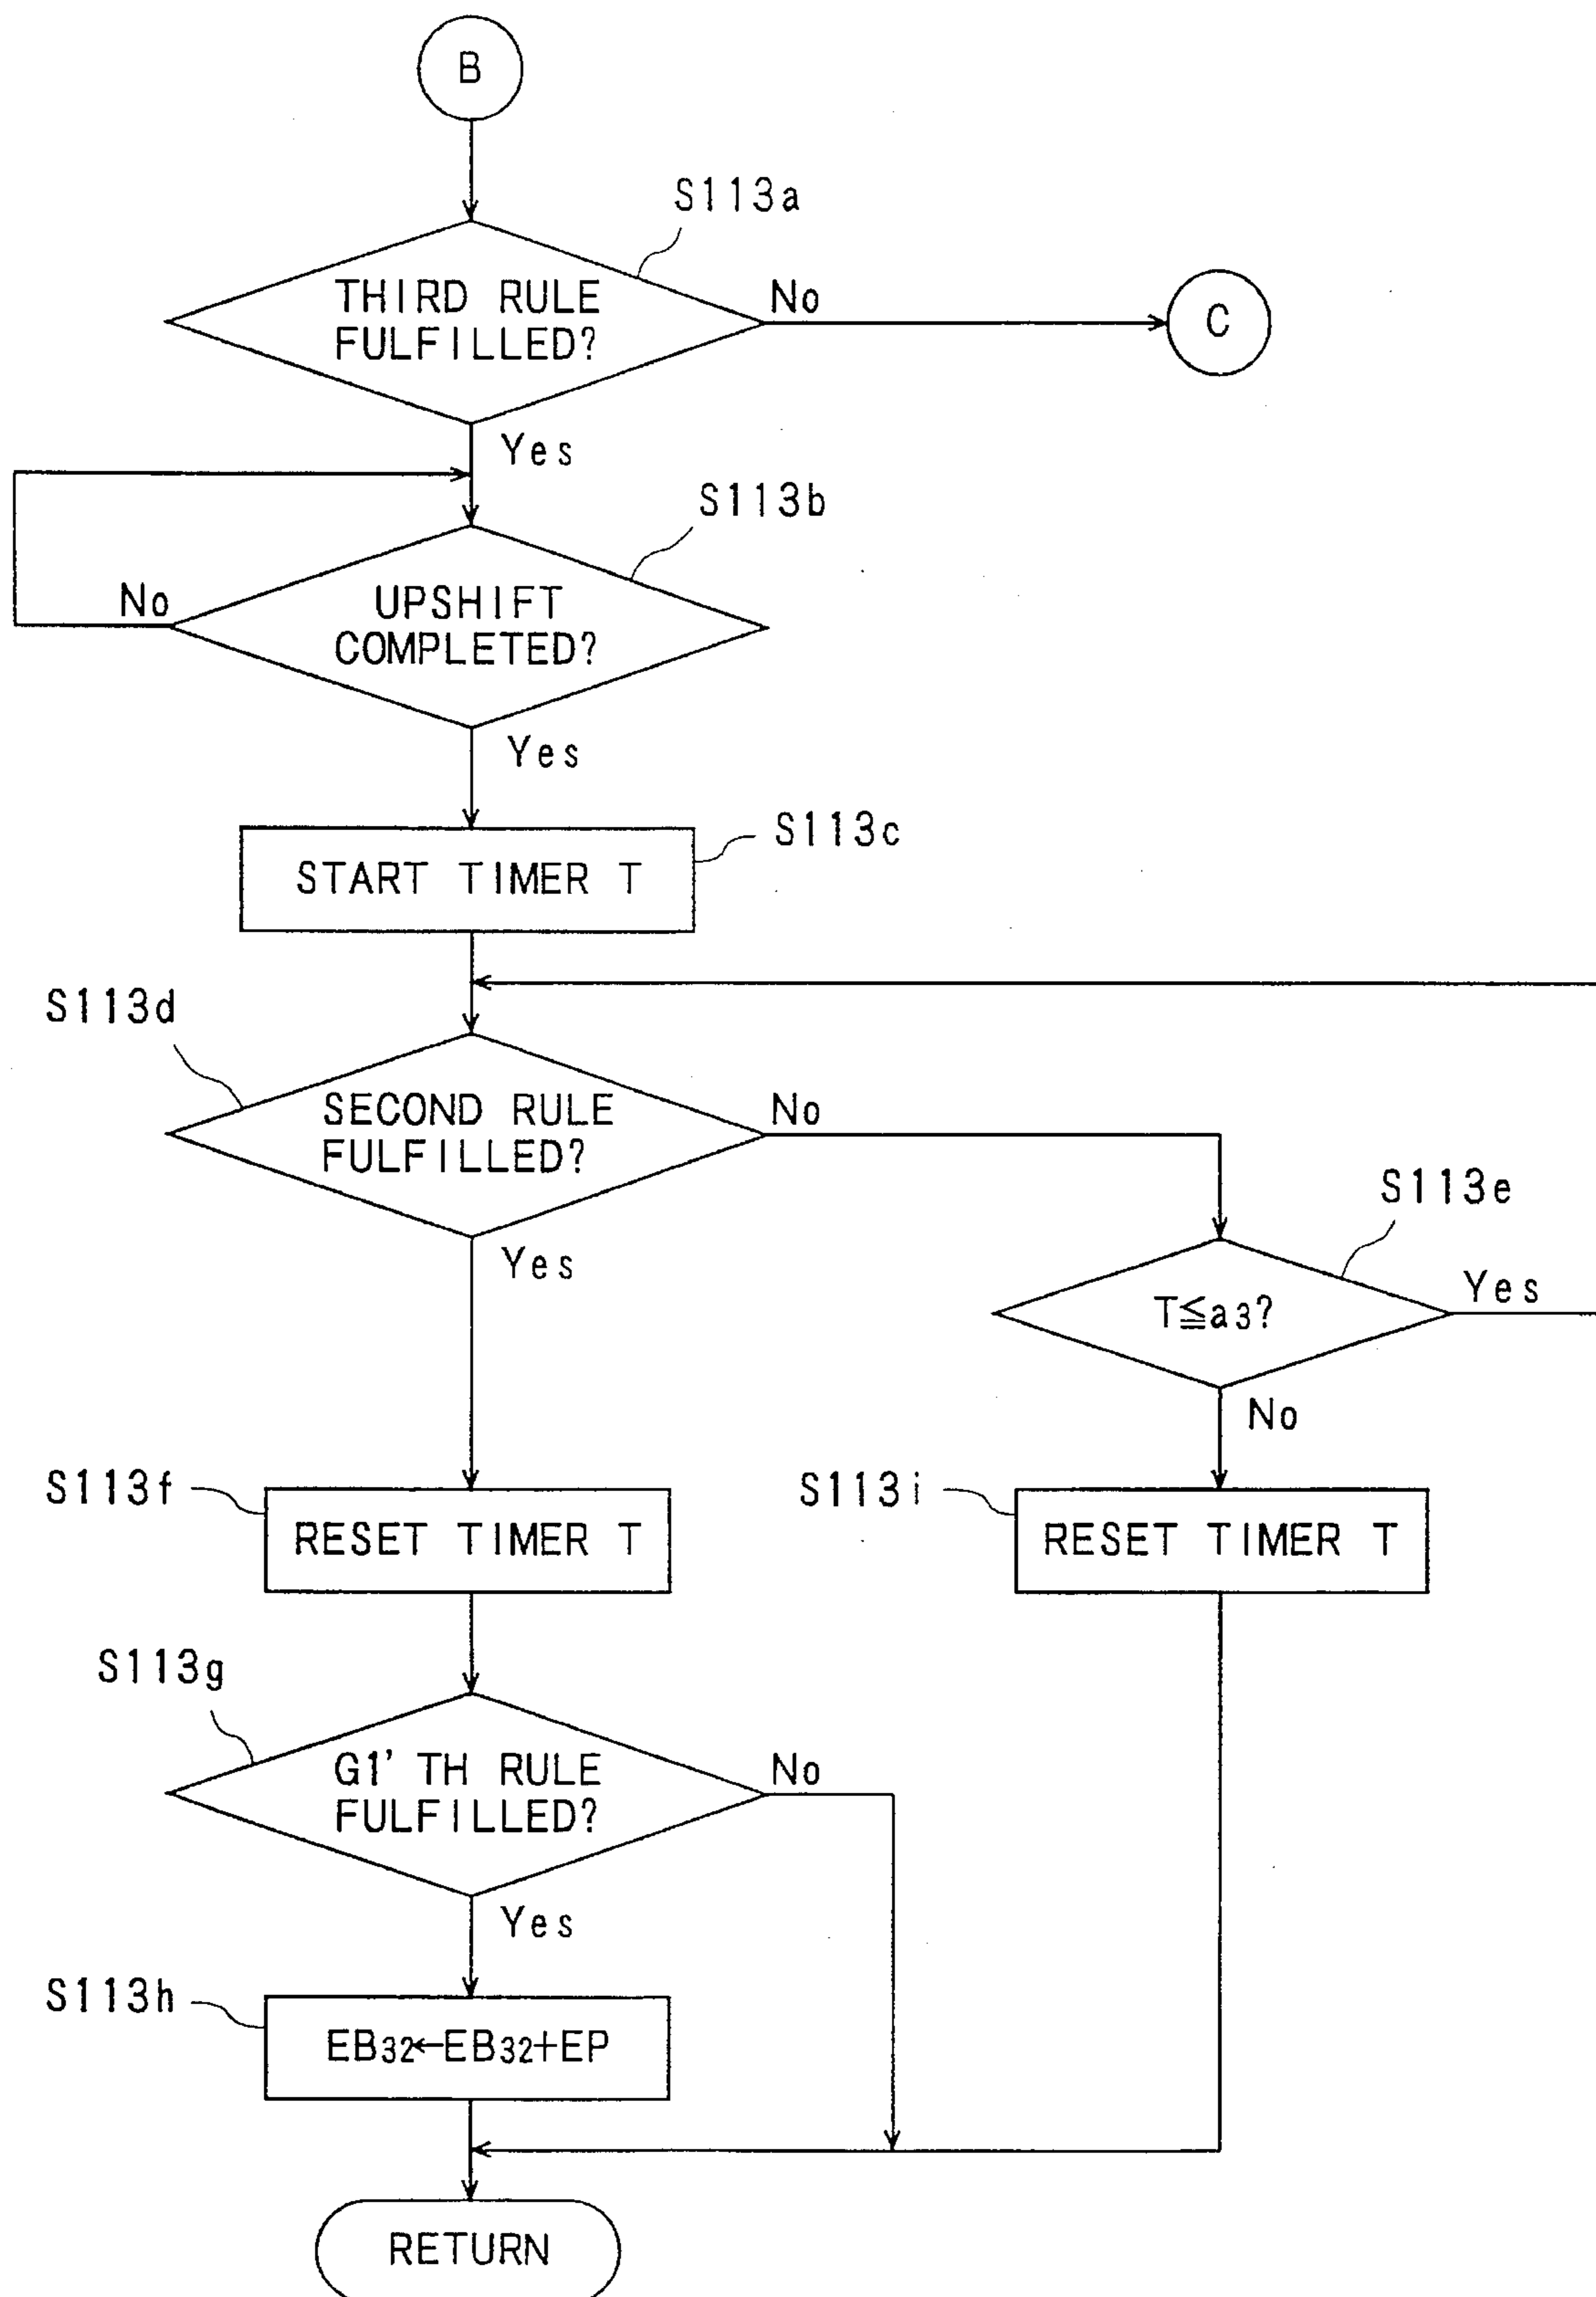 B
S113a
THIRD RULE
FULFILLED?
No
C
Yes
S113b
No
UPSHIFT
COMPLETED?
Yes
S113c
START TIMER T
S113d
SECOND RULE
FULFILLED?
No
S113e
Yes
T≦a3?
Yes
No
S113f
RESET TIMER T
S113i
RESET TIMER T
S113g
G1' TH RULE
FULFILLED?
No
Yes
S113h
EB32←EB32+EP
RETURN